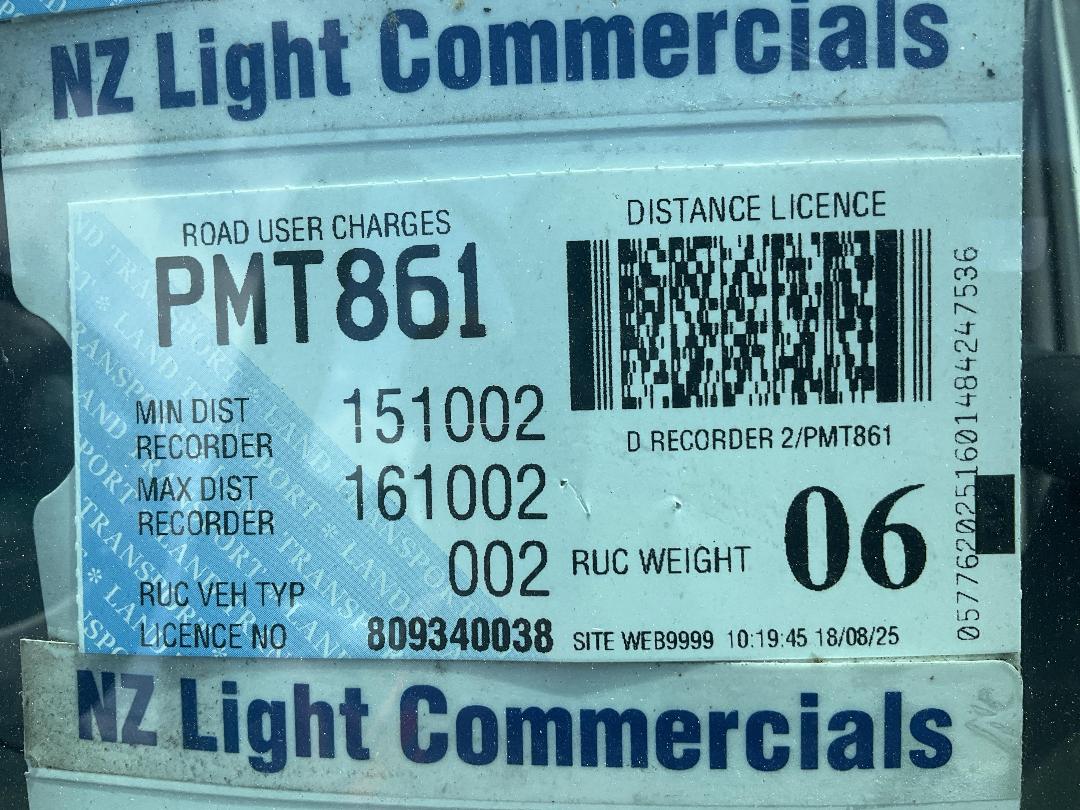 NZ Light Commercials
ROAD USER CHARGES
PMT861
MIN DIST
RECORDER
151002
MAX DIST
RECORDER
161002
RUC VEH TYP
002
LICENCE NO
809340038
DISTANCE LICENCE
D RECORDER 2/PMT861
RUC WEIGHT
06
SITE WEB9999 10:19:45 18/08/25
05776202516014842475​36
NZ Light Commercials